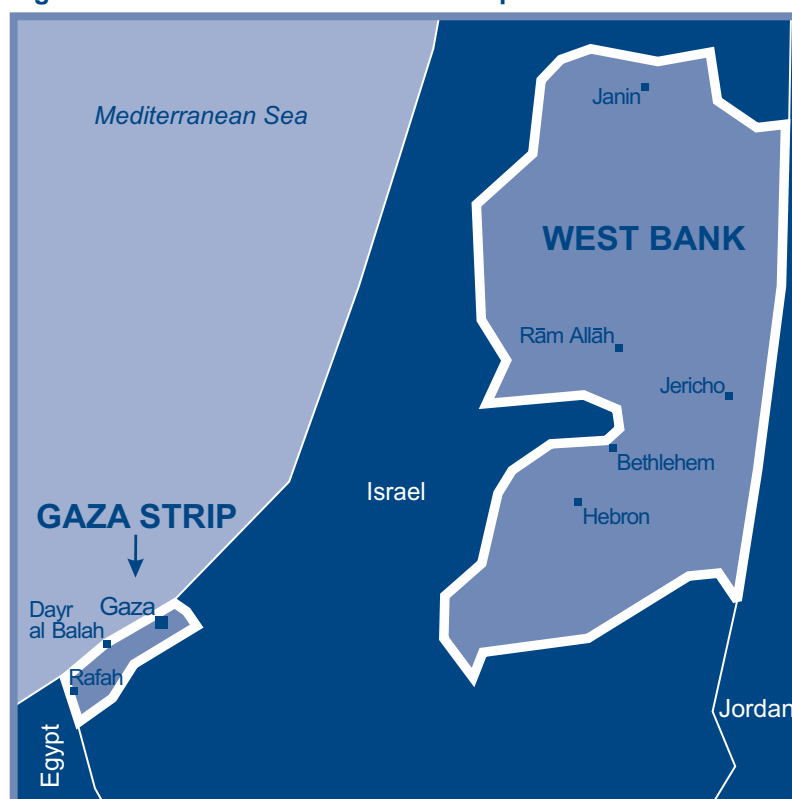 Mediterranean Sea
Janin
WEST BANK
Rām Allāh
Jericho
Bethlehem
Israel
Hebron
GAZA STRIP
Gaza
Dayr
al Balah
Rafah
Jordan
Egypt